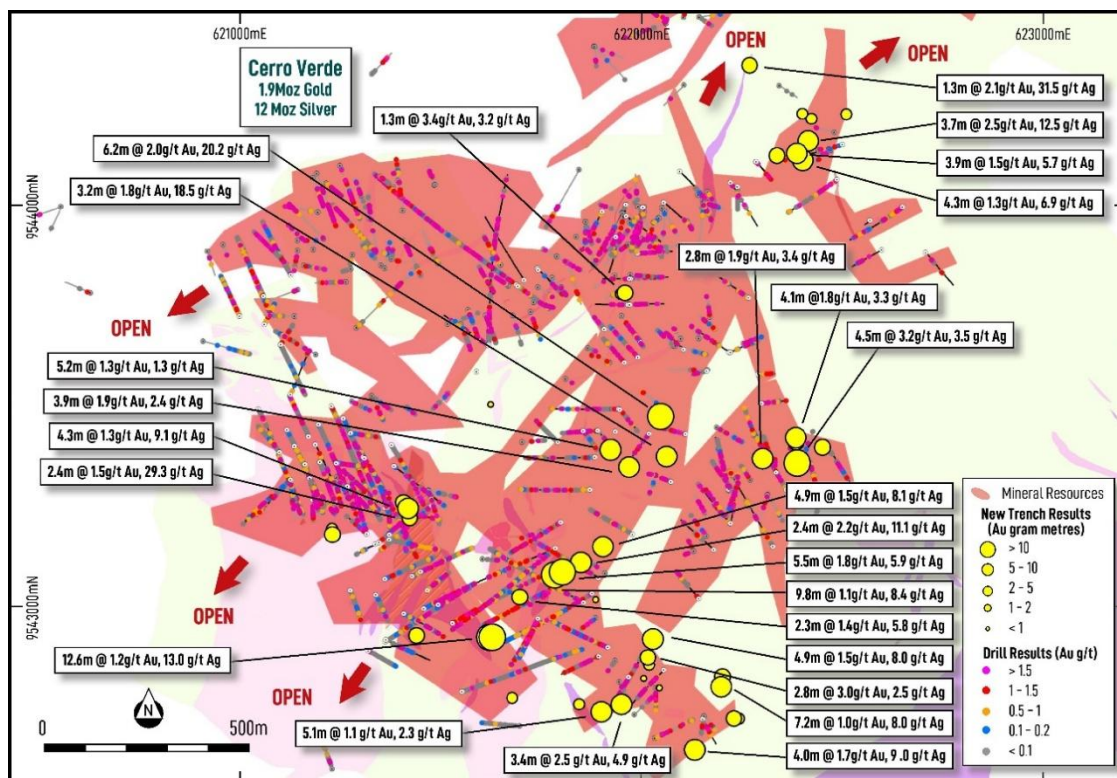 621000mE
622000mE
623000mE
Cerro Verde
1.9Moz Gold
12 Moz Silver
OPEN
OPEN
1.3m @ 2.1g/t Au, 31.5 g/t Ag
1.3m @ 3.4g/t Au, 3.2 g/t Ag
3.7m @ 2.5g/t Au, 12.5 g/t Ag
6.2m @ 2.0g/t Au, 20.2 g/t Ag
3.9m @ 1.5g/t Au, 5.7 g/t Ag
3.2m @ 1.8g/t Au, 18.5 g/t Ag
4.3m @ 1.3g/t Au, 6.9 g/t Ag
9544000mN
2.8m @ 1.9g/t Au, 3.4 g/t Ag
4.1m @1.8g/t Au, 3.3 g/t Ag
OPEN
4.5m @ 3.2g/t Au, 3.5 g/t Ag
5.2m @ 1.3g/t Au, 1.3 g/t Ag
3.9m @ 1.9g/t Au, 2.4 g/t Ag
4.3m @ 1.3g/t Au, 9.1 g/t Ag
2.4m @ 1.5g/t Au, 29.3 g/t Ag
4.9m @ 1.5g/t Au, 8.1 g/t Ag
2.4m @ 2.2g/t Au, 11.1 g/t Ag
5.5m @ 1.8g/t Au, 5.9 g/t Ag
9.8m @ 1.1g/t Au, 8.4 g/t Ag
2.3m @ 1.4g/t Au, 5.8 g/t Ag
4.9m @ 1.5g/t Au, 8.0 g/t Ag
2.8m @ 3.0g/t Au, 2.5 g/t Ag
7.2m @ 1.0g/t Au, 8.0 g/t Ag
4.0m @ 1.7g/t Au, 9.0 g/t Ag
9543000mN
OPEN
12.6m @ 1.2g/t Au, 13.0 g/t Ag
OPEN
5.1m @ 1.1 g/t Au, 2.3 g/t Ag
3.4m @ 2.5 g/t Au, 4.9 g/t Ag
N
0 500m
Mineral Resources
New Trench Results
(Au gram metres)
> 10
5 - 10
2 - 5
1 - 2
< 1
Drill Results (Au g/t)
> 1.5
1 - 1.5
0.5 - 1
0.1 - 0.2
< 0.1